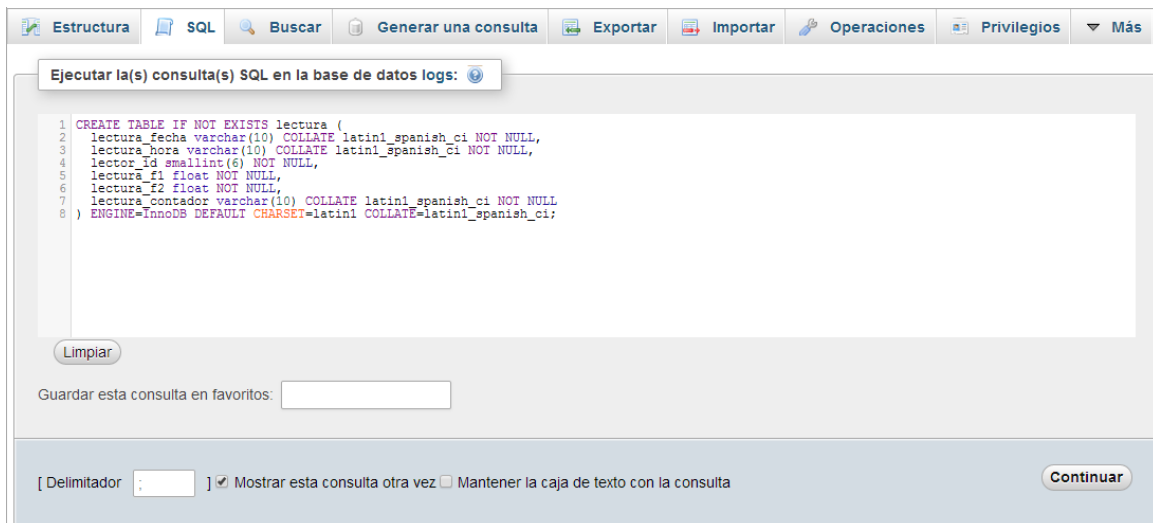 Estructura SQL Buscar Generar una consulta Exportar Importar Operaciones Privilegios Más
Ejecutar la(s) consulta(s) SQL en la base de datos logs:
1 CREATE TABLE IF NOT EXISTS lectura (
2 lectura_fecha varchar(10) COLLATE latin1_spanish_ci NOT NULL,
3 lectura_hora varchar(10) COLLATE latin1_spanish_ci NOT NULL,
4 lector_id smallint(6) NOT NULL,
5 lectura_f1 float NOT NULL,
6 lectura_f2 float NOT NULL,
7 lectura_contador varchar(10) COLLATE latin1_spanish_ci NOT NULL
8 ) ENGINE=InnoDB DEFAULT CHARSET=latin1 COLLATE=latin1_spanish_ci;
Limpiar
Guardar esta consulta en favoritos:
[ Delimitador ; ] Mostrar esta consulta otra vez Mantener la caja de texto con la consulta Continuar